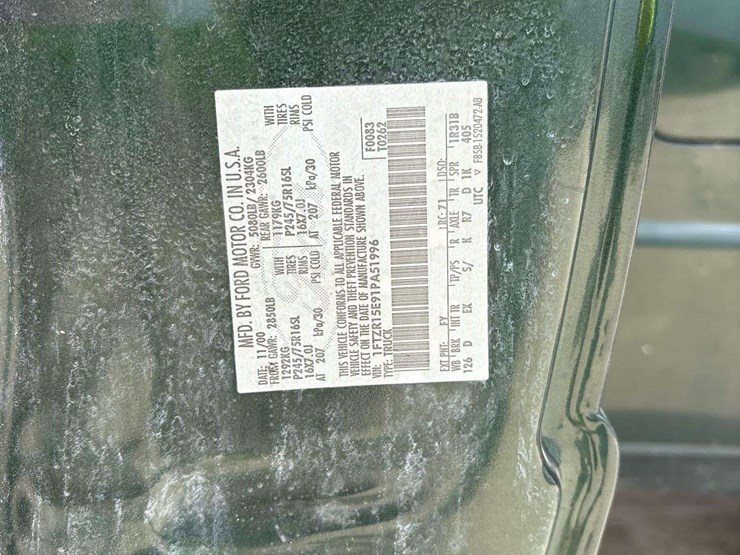 MFD. BY FORD MOTOR CO. IN U.S.A.
DATE: 11/00 GVWR: 5080LB/ 2304KG
FRONT GAWR: 2850LB REAR GAWR: 2600LB
1292KG WITH 1179KG WITH
P245/75R16SL TIRES P245/75R16SL TIRES
16X7.0J RIMS 16X7.0J RIMS
AT 207 kPa/30 PSI COLD AT 207 kPa/30 PSI COLD
THIS VEHICLE CONFORMS TO ALL APPLICABLE FEDERAL MOTOR
VEHICLE SAFETY AND THEFT PREVENTION STANDARDS IN
EFFECT ON THE DATE OF MANUFACTURE SHOWN ABOVE.
VIN: 1FTZR15E91PA51996 F0083
TYPE: TRUCK T0262
EXT PNT: FY RC: 71 DSO:
WB BRK INT TR TP/PS R AXLE TR SPR 1R31B
126 D EX S/ K R7 D 1K 405
UTC ▽ F85B-1520472-AB